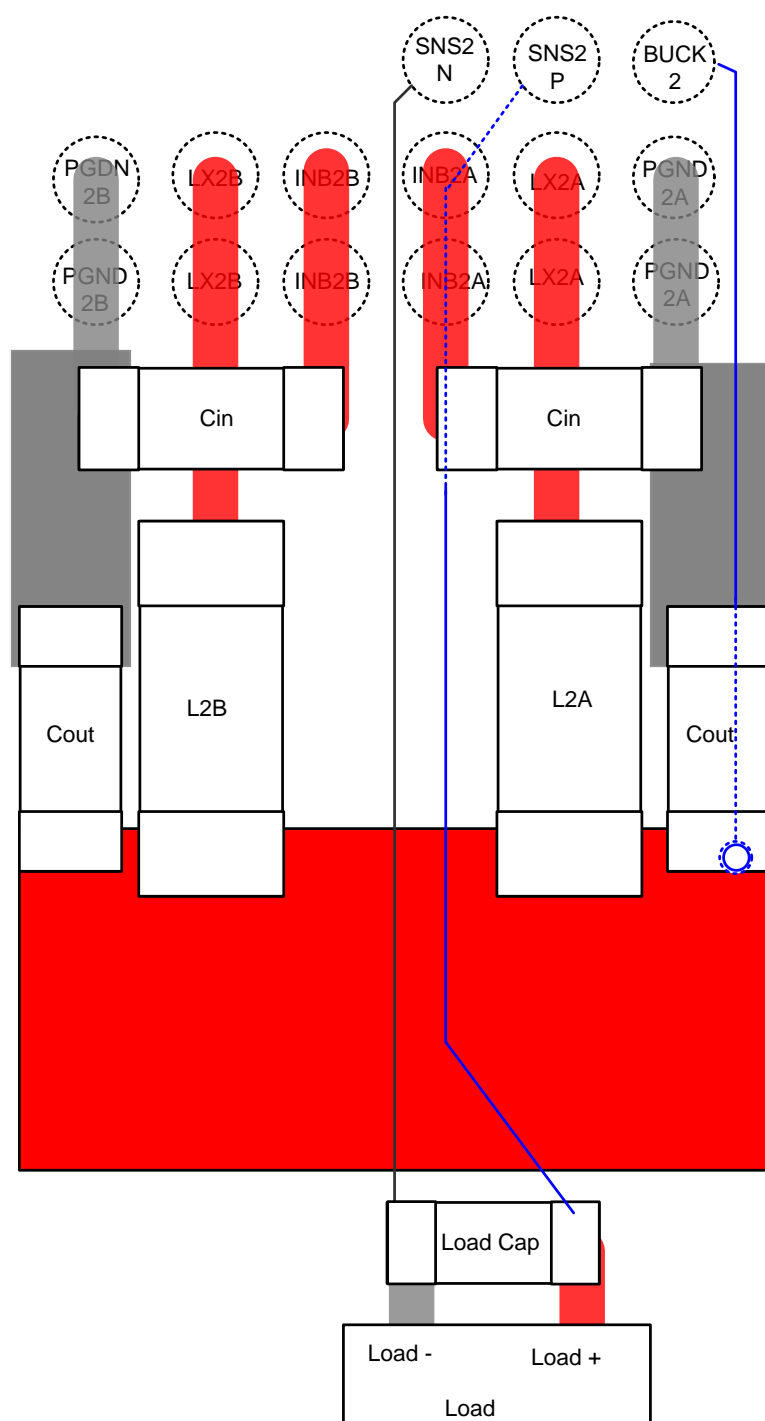 SNS2
N
SNS2
P
BUCK
2
PGDN
2B
LX2B
INB2B
INB2A
LX2A
PGND
2A
PGND
2B
LX2B
INB2B
INB2A
LX2A
PGND
2A
Cin
Cin
L2B
L2A
Cout
Cout
Load Cap
Load -
Load +
Load